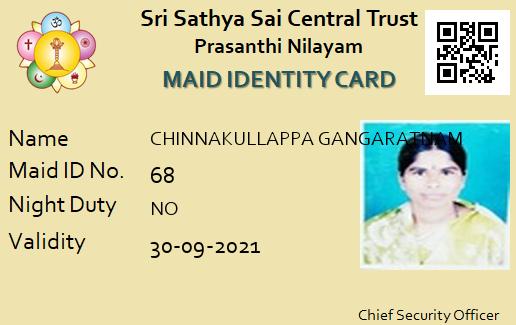 Sri Sathya Sai Central Trust
Prasanthi Nilayam
MAID IDENTITY CARD
Name CHINNAKULLAPPA GANGARATNAM
Maid ID No. 68
Night Duty NO
Validity 30-09-2021
Chief Security Officer